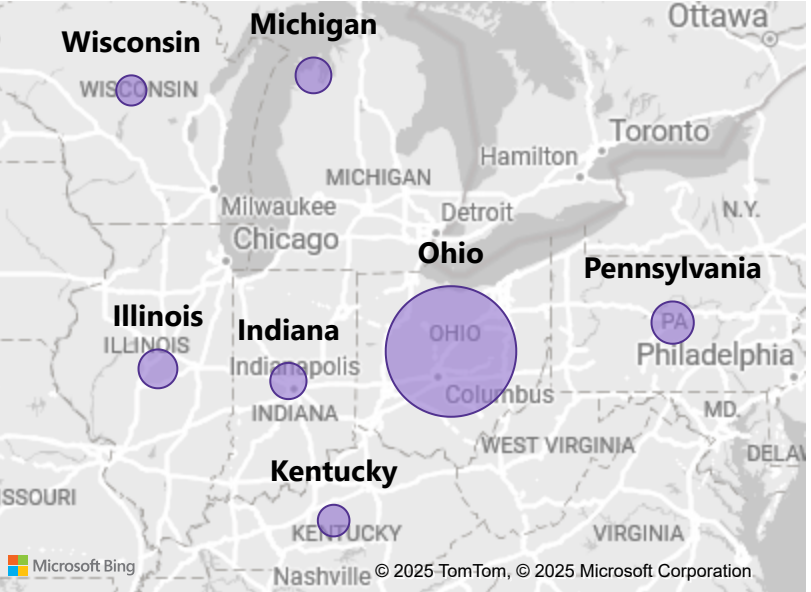 Michigan
Ottawa
Wisconsin
WISCONSIN
Toronto
Hamilton
MICHIGAN
Milwaukee
Detroit
N.Y.
Chicago
Ohio
Pennsylvania
Illinois
Indiana
PA
OHIO
ILLINOIS
Indianapolis
Philadelphia
Columbus
INDIANA
MD.
WEST VIRGINIA
DELAW
Kentucky
SSOURI
KENTUCKY
VIRGINIA
Microsoft Bing
Nashville
© 2025 TomTom, © 2025 Microsoft Corporation